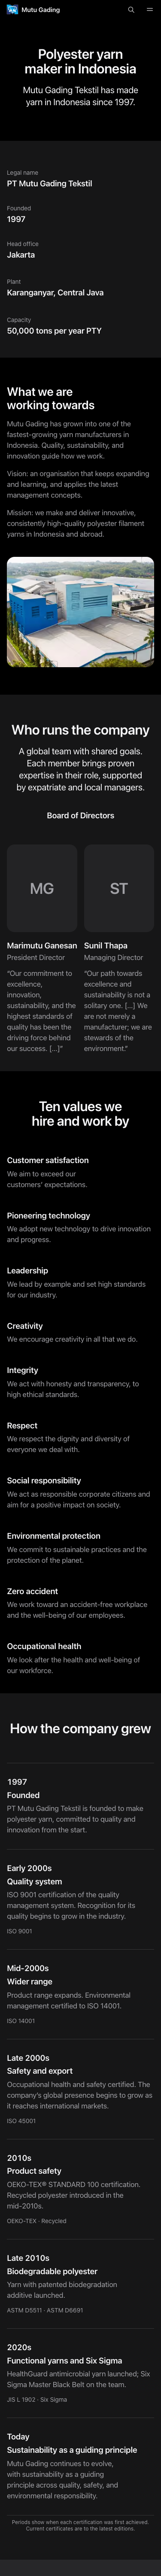 Mutu Gading
Polyester yarn
maker in Indonesia
Mutu Gading Tekstil has made
yarn in Indonesia since 1997.
Legal name
PT Mutu Gading Tekstil
Founded
1997
Head office
Jakarta
Plant
Karanganyar, Central Java
Capacity
50,000 tons per year PTY
What we are
working towards
Mutu Gading has grown into one of the
fastest-growing yarn manufacturers in
Indonesia. Quality, sustainability, and
innovation guide how we work.
Vision: an organisation that keeps expanding
and learning, and applies the latest
management concepts.
Mission: we make and deliver innovative,
consistently high-quality polyester filament
yarns in Indonesia and abroad.
Who runs the company
A global team with shared goals.
Each member brings proven
expertise in their role, supported
by expatriate and local managers.
Board of Directors
MG
Marimutu Ganesan
President Director
“Our commitment to
excellence,
innovation,
sustainability, and the
highest standards of
quality has been the
driving force behind
our success. [...]”
ST
Sunil Thapa
Managing Director
“Our path towards
excellence and
sustainability is not a
solitary one. [...] We
are not merely a
manufacturer; we are
stewards of the
environment.”
Ten values we
hire and work by
Customer satisfaction
We aim to exceed our
customers’ expectations.
Pioneering technology
We adopt new technology to drive innovation
and progress.
Leadership
We lead by example and set high standards
for our industry.
Creativity
We encourage creativity in all that we do.
Integrity
We act with honesty and transparency, to
high ethical standards.
Respect
We respect the dignity and diversity of
everyone we deal with.
Social responsibility
We act as responsible corporate citizens and
aim for a positive impact on society.
Environmental protection
We commit to sustainable practices and the
protection of the planet.
Zero accident
We work toward an accident-free workplace
and the well-being of our employees.
Occupational health
We look after the health and well-being of
our workforce.
How the company grew
1997
Founded
PT Mutu Gading Tekstil is founded to make
polyester yarn, committed to quality and
innovation from the start.
Early 2000s
Quality system
ISO 9001 certification of the quality
management system. Recognition for its
quality begins to grow in the industry.
ISO 9001
Mid-2000s
Wider range
Product range expands. Environmental
management certified to ISO 14001.
ISO 14001
Late 2000s
Safety and export
Occupational health and safety certified. The
company’s global presence begins to grow as
it reaches international markets.
ISO 45001
2010s
Product safety
OEKO-TEX® STANDARD 100 certification.
Recycled polyester introduced in the
mid-2010s.
OEKO-TEX · Recycled
Late 2010s
Biodegradable polyester
Yarn with patented biodegradation
additive launched.
ASTM D5511 · ASTM D6691
2020s
Functional yarns and Six Sigma
HealthGuard antimicrobial yarn launched; Six
Sigma Master Black Belt on the team.
JIS L 1902 · Six Sigma
Today
Sustainability as a guiding principle
Mutu Gading continues to evolve,
with sustainability as a guiding
principle across quality, safety, and
environmental responsibility.
Periods show when each certification was first achieved.
Current certificates are to the latest editions.